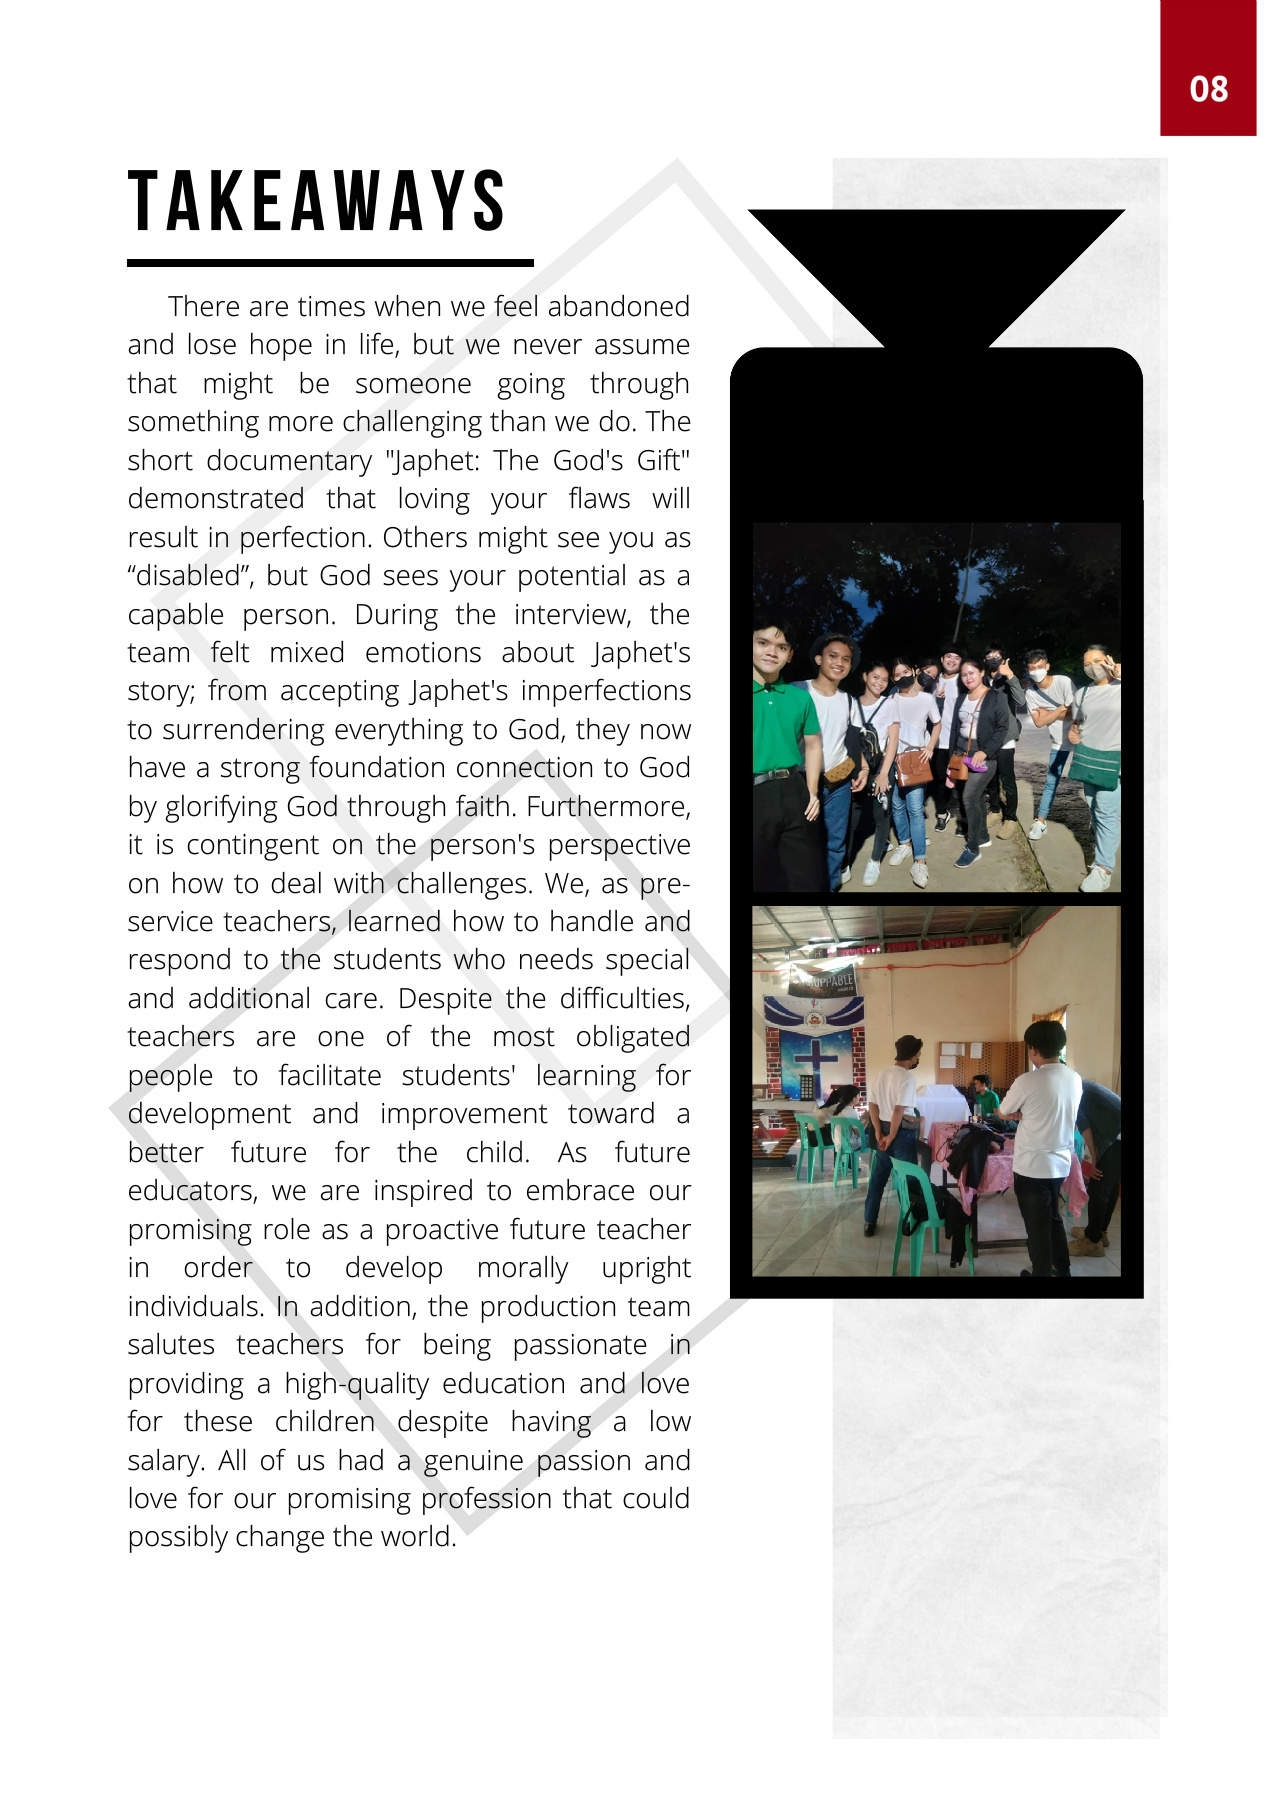 08
TAKEAWAYS
There are times when we feel abandoned
and lose hope in life, but we never assume
that might be someone going through
something more challenging than we do. The
short documentary "Japhet: The God's Gift"
demonstrated that loving your flaws will
result in perfection. Others might see you as
“disabled”, but God sees your potential as a
capable person. During the interview, the
team felt mixed emotions about Japhet's
story; from accepting Japhet's imperfections
to surrendering everything to God, they now
have a strong foundation connection to God
by glorifying God through faith. Furthermore,
it is contingent on the person's perspective
on how to deal with challenges. We, as pre-
service teachers, learned how to handle and
respond to the students who needs special
and additional care. Despite the difficulties,
teachers are one of the most obligated
people to facilitate students' learning for
development and improvement toward a
better future for the child. As future
educators, we are inspired to embrace our
promising role as a proactive future teacher
in order to develop morally upright
individuals. In addition, the production team
salutes teachers for being passionate in
providing a high-quality education and love
for these children despite having a low
salary. All of us had a genuine passion and
love for our promising profession that could
possibly change the world.